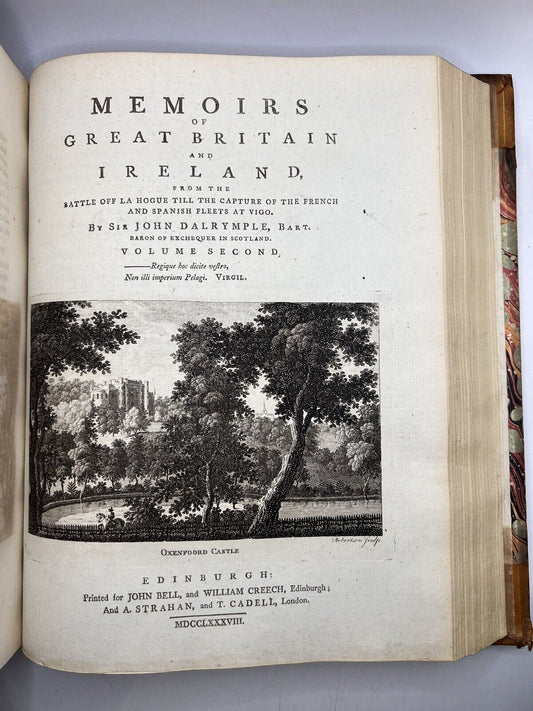 MEMOIRS
OF
GREAT BRITAIN
AND
IRELAND,
FROM THE
BATTLE OFF LA HOGUE TILL THE CAPTURE OF THE FRENCH
AND SPANISH FLEETS AT VIGO.
BY SIR JOHN DALRYMPLE, BART.
BARON OF EXCHEQUER IN SCOTLAND.
VOLUME SECOND,
——Regique hoc dicite veſtro,
Non illi imperium Pelagi. VIRGIL.
Robertson Sculp.
OXENFOORD CASTLE
EDINBURGH:
Printed for JOHN BELL, and WILLIAM CREECH, Edinburgh;
And A. STRAHAN, and T. CADELL, London.
MDCCLXXXVIII.